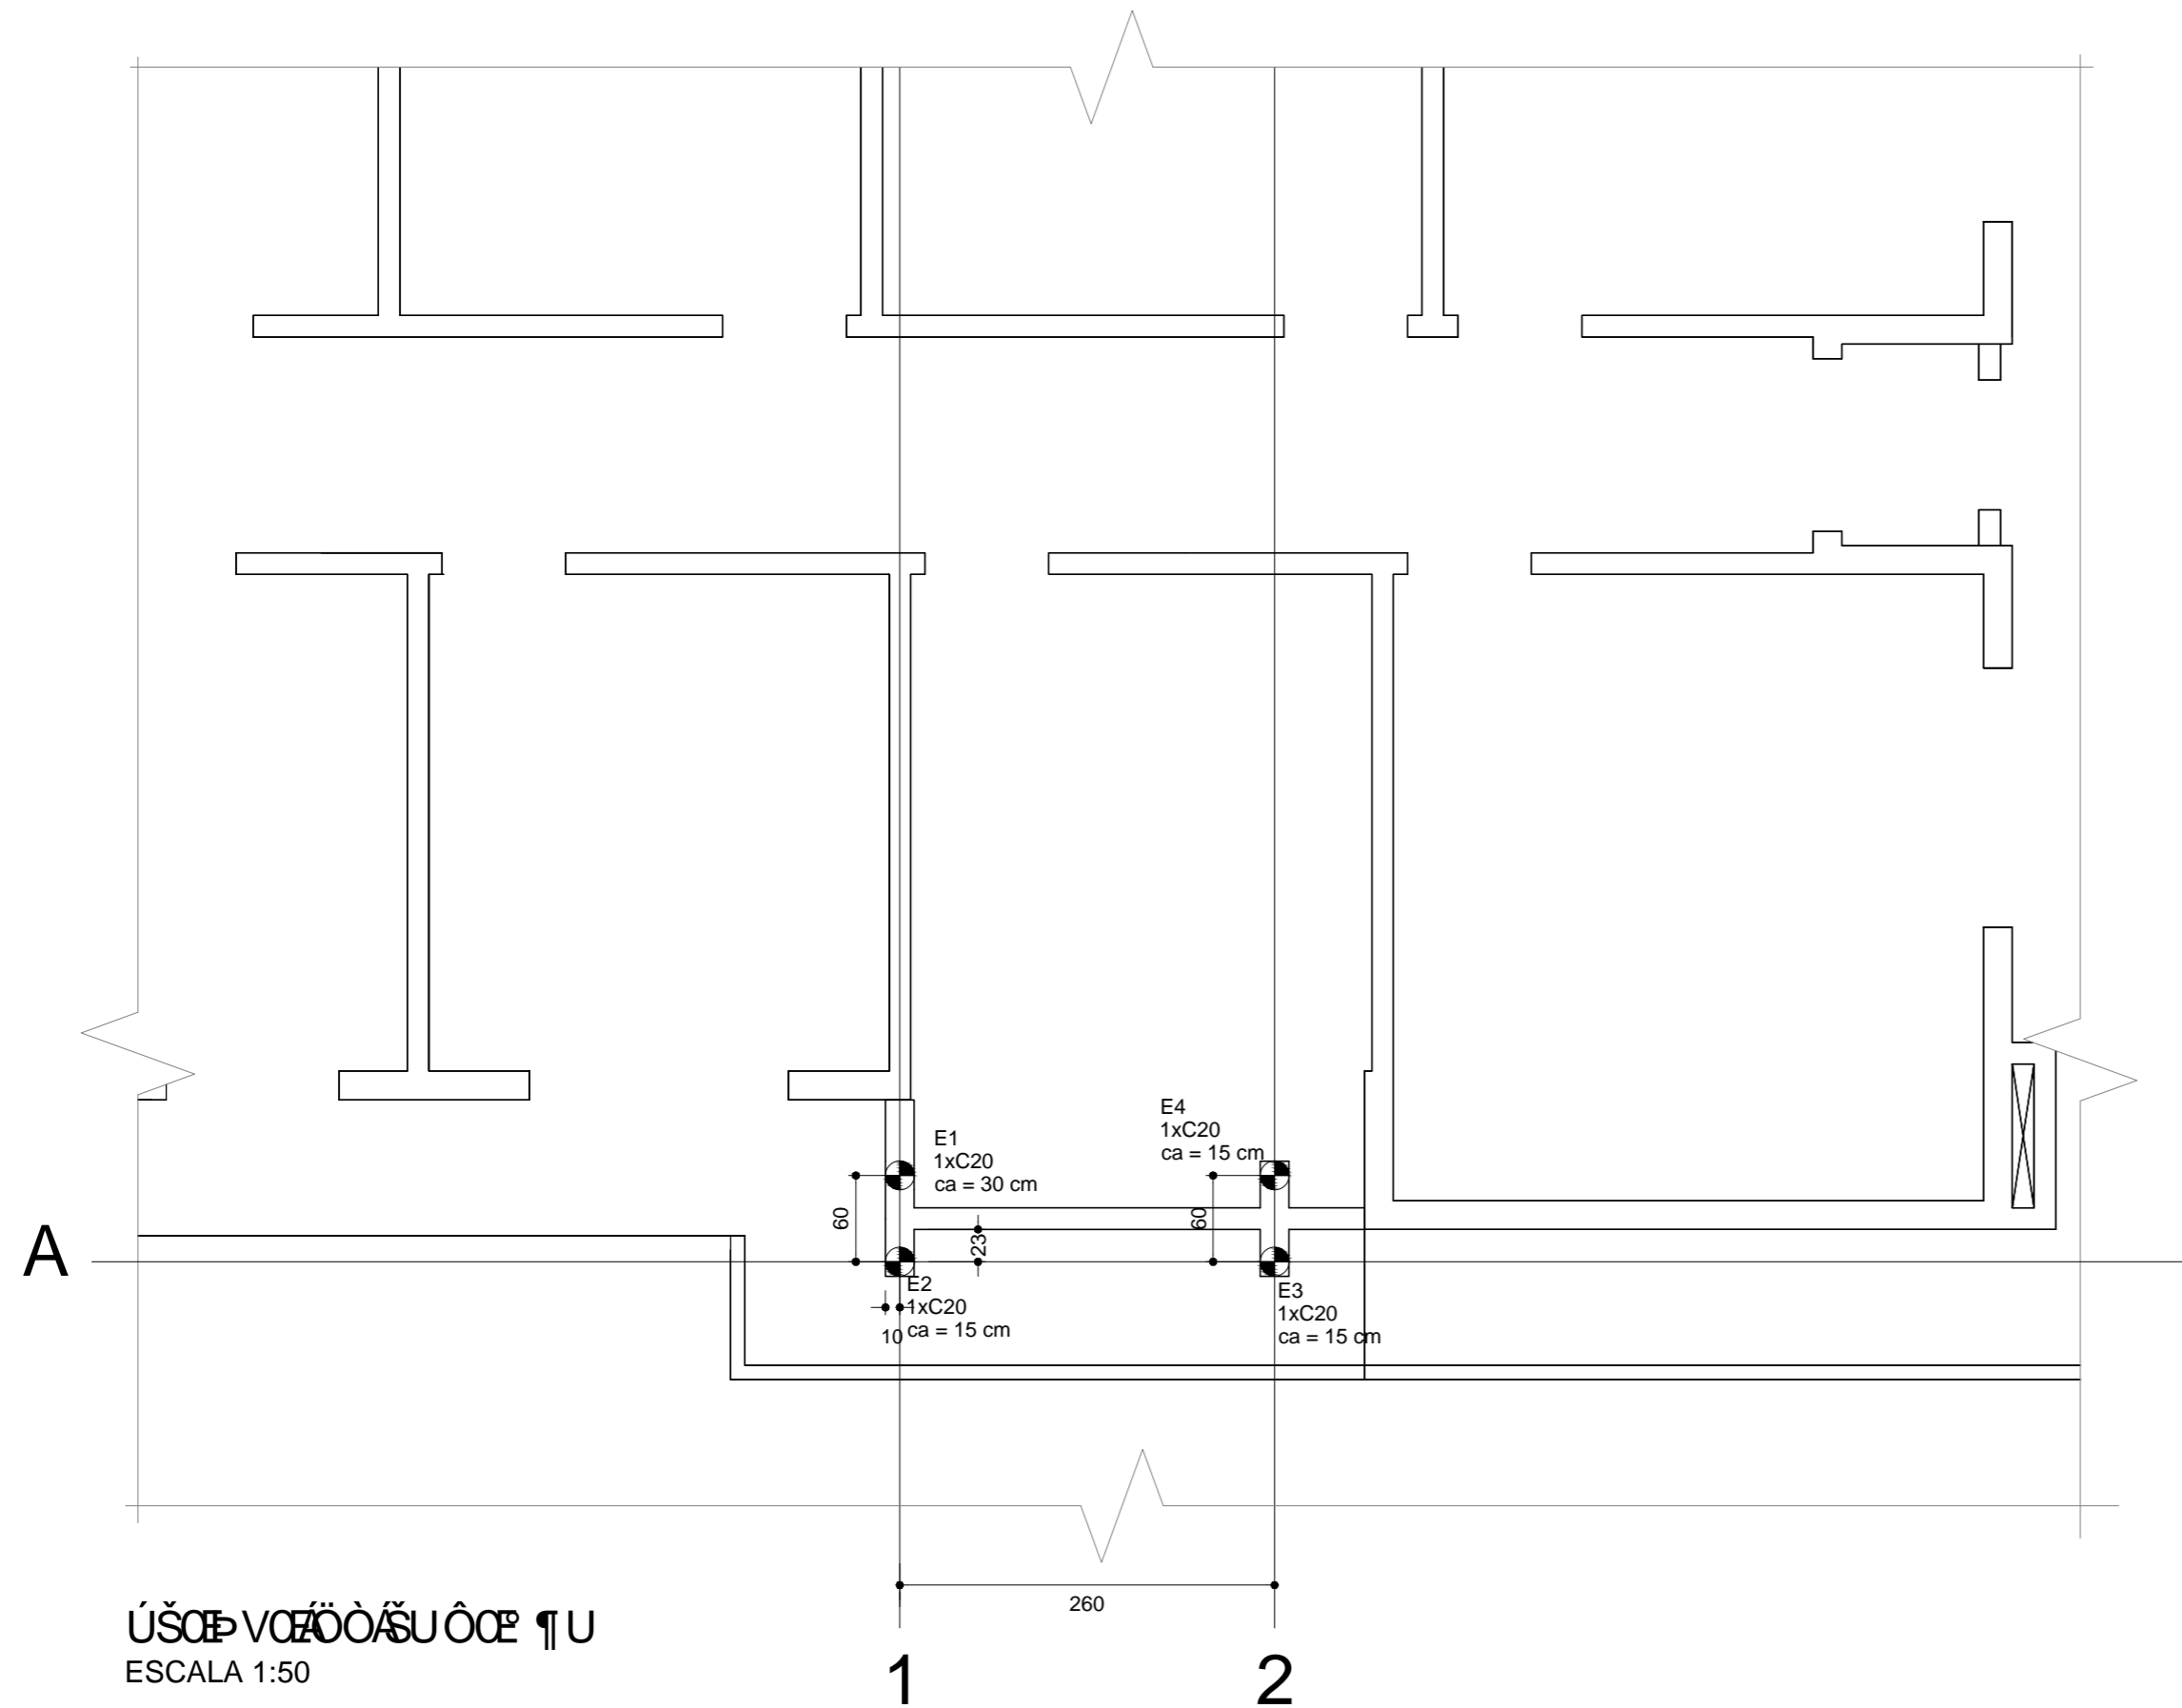 E4
1xC20
ca = 15 cm
E1
1xC20
ca = 30 cm
60
60
23
A
E2
1xC20
ca = 15 cm
10
E3
1xC20
ca = 15 cm
260
ESCALA 1:50
1
2